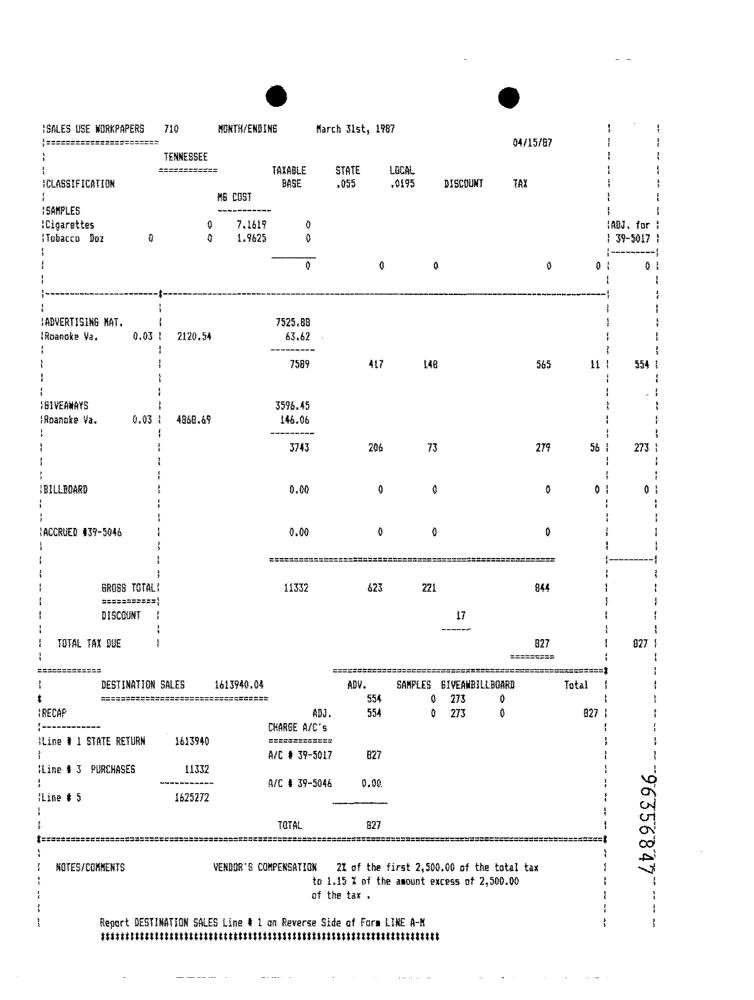 SALES USE WORKPAPERS 710 MONTH/ENDING March 31st, 1987
======================== 04/15/87
TENNESSEE
============ TAXABLE STATE LOCAL
CLASSIFICATION BASE .055 .0195 DISCOUNT TAX
MG COST
SAMPLES -----------
Cigarettes 0 7.1619 0 ADJ. for
Tobacco Doz 0 0 1.9625 0 39-5017
0 0 0 0 0 0
ADVERTISING MAT. 7525.88
Roanoke Va. 0.03 2120.54 63.62
---------
7589 417 148 565 11 554
GIVEAWAYS 3596.45
Roanoke Va. 0.03 4868.69 146.06
---------
3743 206 73 279 56 273
BILLBOARD 0.00 0 0 0 0 0
ACCRUED #39-5046 0.00 0 0 0
GROSS TOTAL 11332 623 221 844
===========
DISCOUNT 17
------
TOTAL TAX DUE 827 827
=========
DESTINATION SALES 1613940.04 ADV. SAMPLES GIVEAWBILLBOARD Total
554 0 273 0
RECAP ADJ. 554 0 273 0 827
------------ CHARGE A/C's
Line # 1 STATE RETURN 1613940 =============
A/C # 39-5017 827
Line # 3 PURCHASES 11332
----------- A/C # 39-5046 0.00
Line # 5 1625272
TOTAL 827
NOTES/COMMENTS VENDOR'S COMPENSATION 2% of the first 2,500.00 of the total tax
to 1.15 % of the amount excess of 2,500.00
of the tax .
Report DESTINATION SALES Line # 1 on Reverse Side of Form LINE A-M
96356847